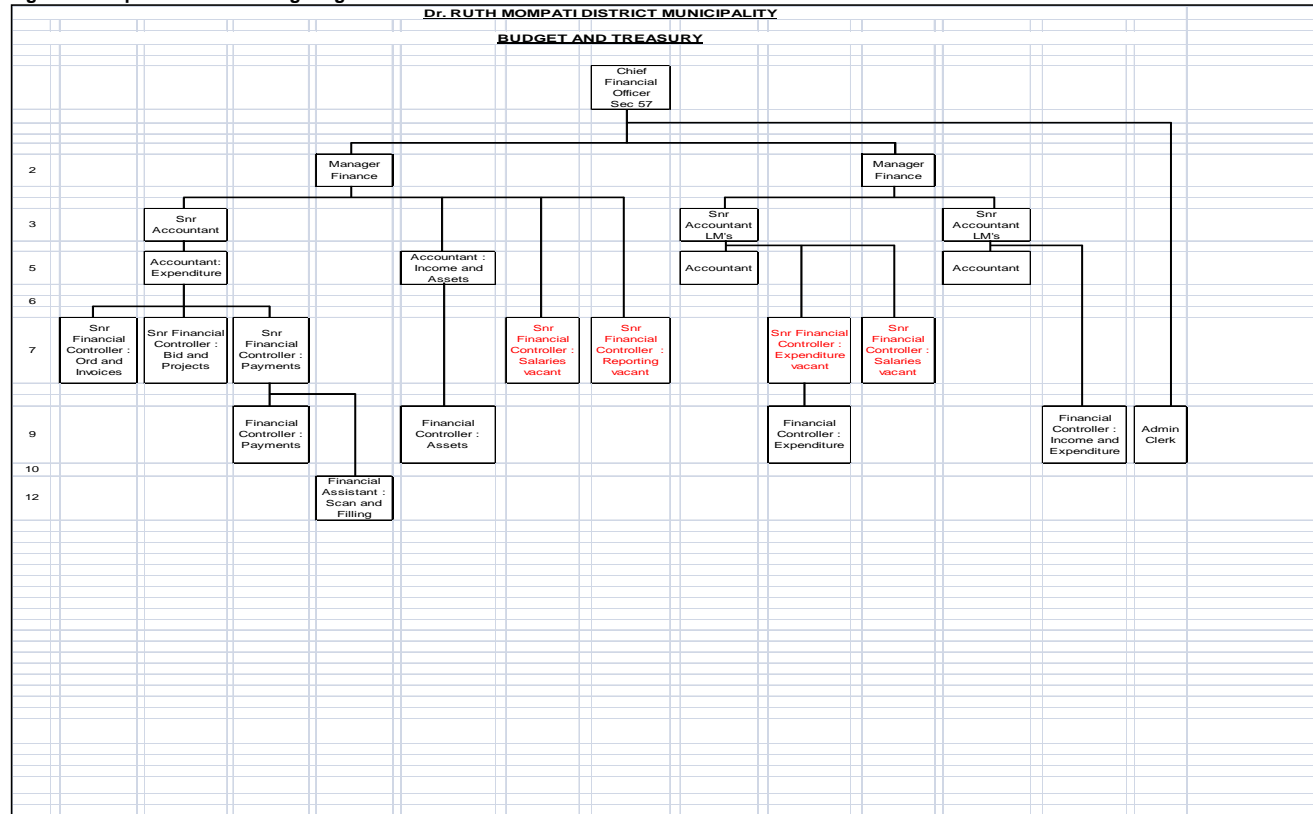 Dr. RUTH MOMPATI DISTRICT MUNICIPALITY
BUDGET AND TREASURY
Chief
Financial
Officer
Sec 57
2
Manager
Finance
Manager
Finance
3
Snr
Accountant
Snr
Accountant
LM's
Snr
Accountant
LM's
5
Accountant:
Expenditure
Accountant :
Income and
Assets
Accountant
Accountant
6
7
Snr
Financial
Controller :
Ord and
Invoices
Snr Financial
Controller :
Bid and
Projects
Snr
Financial
Controller :
Payments
Snr
Financial
Controller :
Salaries
vacant
Snr
Financial
Controller :
Reporting
vacant
Snr Financial
Controller :
Expenditure
vacant
Snr
Financial
Controller :
Salaries
vacant
9
Financial
Controller :
Payments
Financial
Controller :
Assets
Financial
Controller :
Expenditure
Financial
Controller :
Income and
Expenditure
Admin
Clerk
10
12
Financial
Assistant :
Scan and
Filling